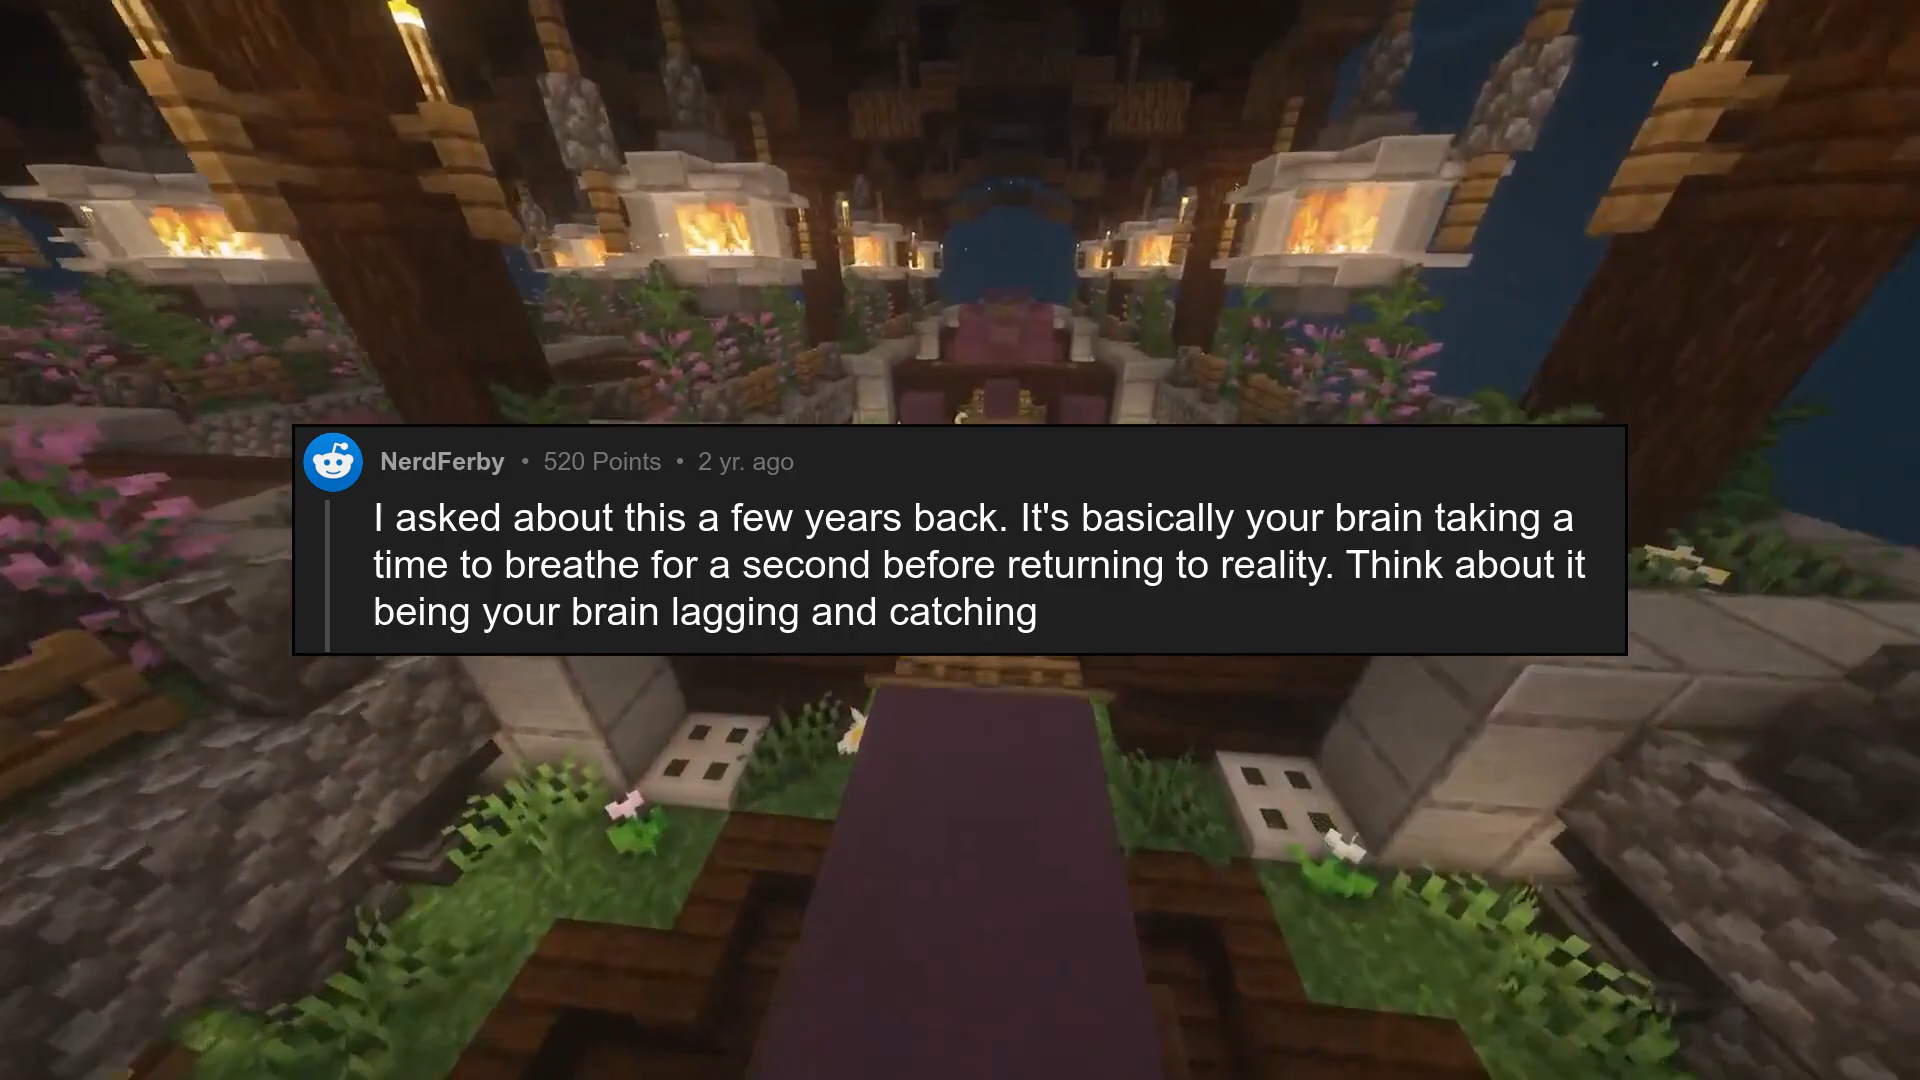 NerdFerby • 520 Points • 2 yr. ago
I asked about this a few years back. It's basically your brain taking a
time to breathe for a second before returning to reality. Think about it
being your brain lagging and catching